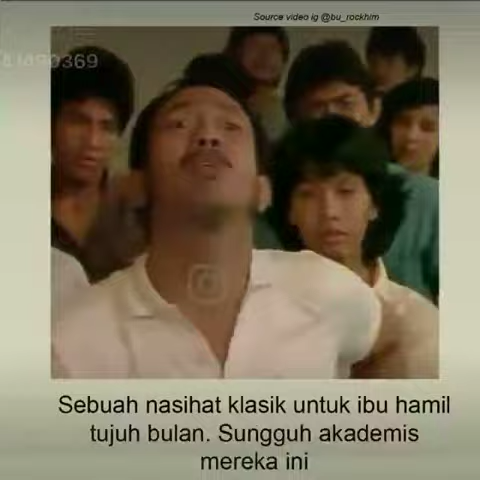 Source video ig @bu_rockhim
Sebuah nasihat klasik untuk ibu hamil
tujuh bulan. Sungguh akademis
mereka ini